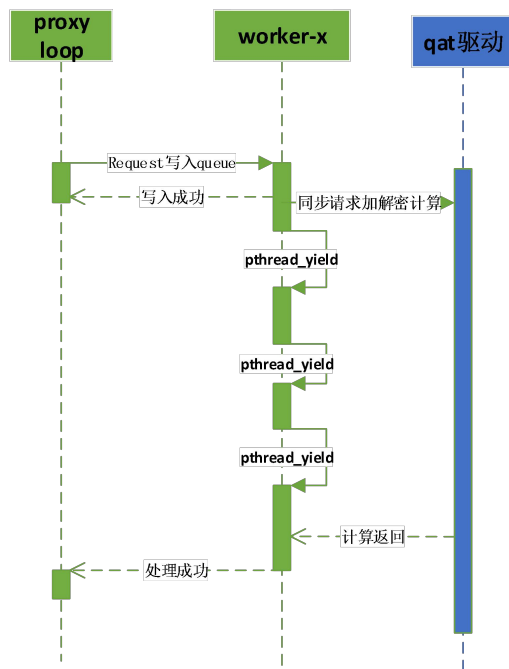 proxy
loop
worker-x
qat驱动
Request写入queue
写入成功
同步请求加解密计算
pthread_yield
pthread_yield
pthread_yield
计算返回
处理成功